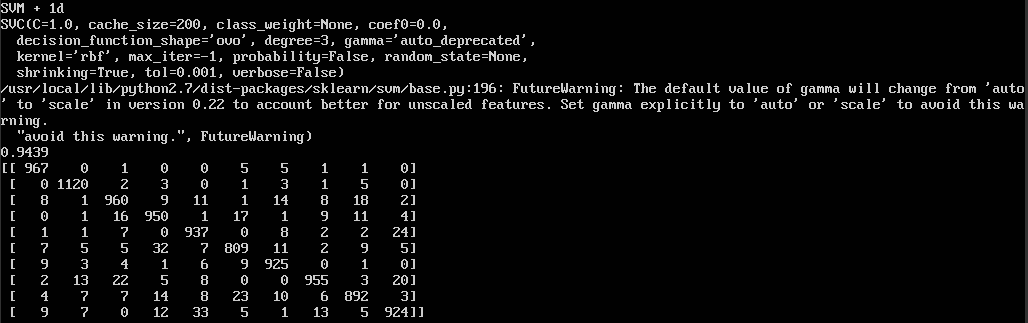 SVM + 1d
SVC(C=1.0, cache_size=200, class_weight=None, coef0=0.0,
  decision_function_shape='ovo', degree=3, gamma='auto_deprecated',
  kernel='rbf', max_iter=-1, probability=False, random_state=None,
  shrinking=True, tol=0.001, verbose=False)
/usr/local/lib/python2.7/dist-packages/sklearn/svm/base.py:196: FutureWarning: The default value of gamma will change from 'auto
' to 'scale' in version 0.22 to account better for unscaled features. Set gamma explicitly to 'auto' or 'scale' to avoid this wa
rning.
  "avoid this warning.", FutureWarning)
0.9439
[[ 967    0    1    0    0    5    5    1    1    0]
 [   0 1120    2    3    0    1    3    1    5    0]
 [   8    1  960    9   11    1   14    8   18    2]
 [   0    1   16  950    1   17    1    9   11    4]
 [   1    1    7    0  937    0    8    2    2   24]
 [   7    5    5   32    7  809   11    2    9    5]
 [   9    3    4    1    6    9  925    0    1    0]
 [   2   13   22    5    8    0    0  955    3   20]
 [   4    7    7   14    8   23   10    6  892    3]
 [   9    7    0   12   33    5    1   13    5  924]]